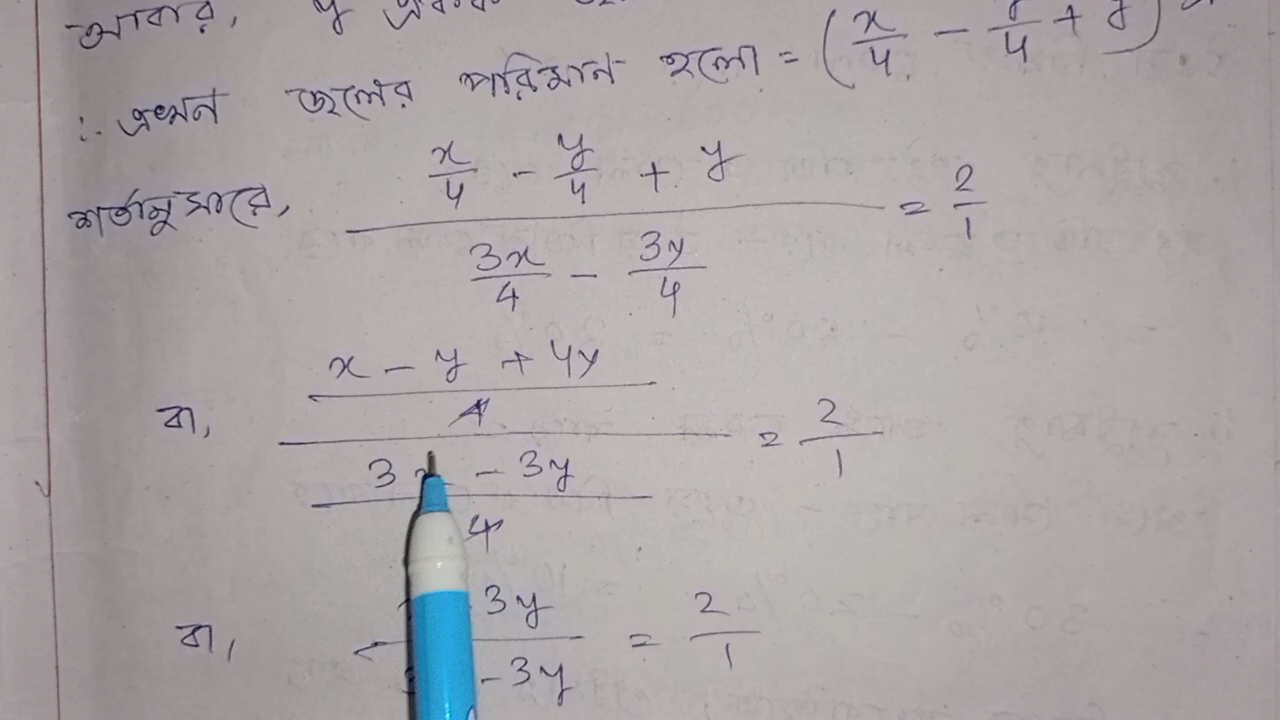 আবার, y
∴ এখন জলের পরিমান হলো = (x/4 - y/4 + y)
শর্তানুসারে, (x/4 - y/4 + y) / (3x/4 - 3y/4) = 2/1
বা, ((x - y + 4y)/4) / ((3x - 3y)/4) = 2/1
বা, 3y / - 3y = 2/1